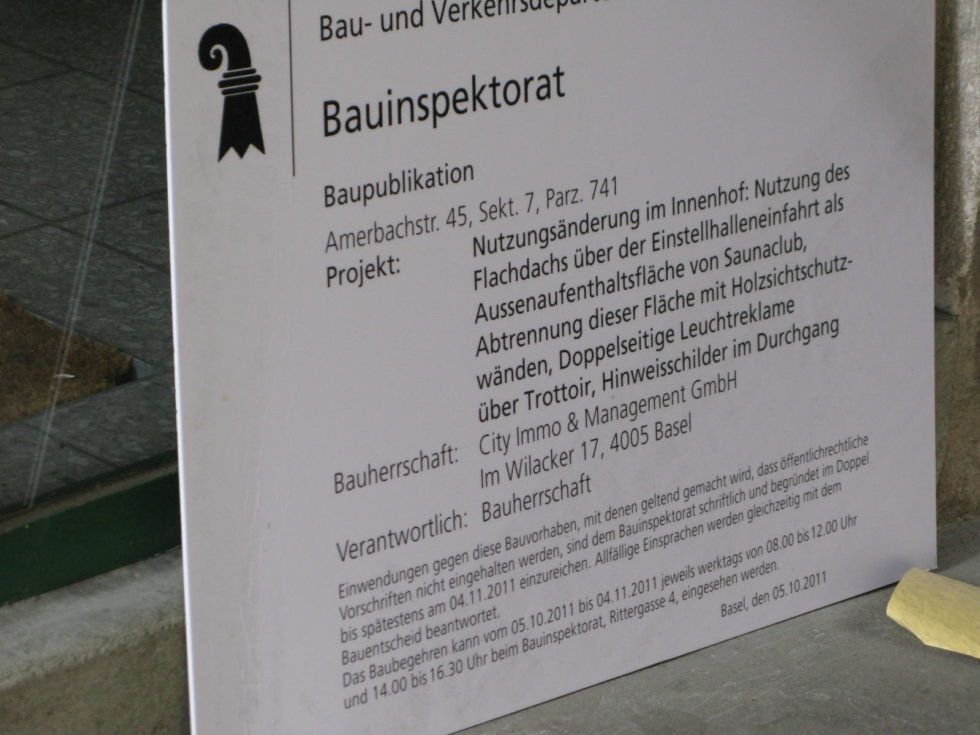 Bau- und Verkehrsdepart
Bauinspektorat
Baupublikation
Amerbachstr. 45, Sekt. 7, Parz. 741
Projekt: Nutzungsänderung im Innenhof: Nutzung des
Flachdachs über der Einstellhalleneinfahrt als
Aussenaufenthaltsfläche von Saunaclub,
Abtrennung dieser Fläche mit Holzsichtschutz-
wänden, Doppelseitige Leuchtreklame
über Trottoir, Hinweisschilder im Durchgang
Bauherrschaft: City Immo & Management GmbH
Im Wilacker 17, 4005 Basel
Verantwortlich: Bauherrschaft
Einwendungen gegen diese Bauvorhaben, mit denen geltend gemacht wird, dass öffentlichrechtliche
Vorschriften nicht eingehalten werden, sind dem Bauinspektorat schriftlich und begründet im Doppel
bis spätestens am 04.11.2011 einzureichen. Allfällige Einsprachen werden gleichzeitig mit dem
Bauentscheid beantwortet.
Das Baubegehren kann vom 05.10.2011 bis 04.11.2011 jeweils werktags von 08.00 bis 12.00 Uhr
und 14.00 bis 16.30 Uhr beim Bauinspektorat, Rittergasse 4, eingesehen werden.
Basel, den 05.10.2011